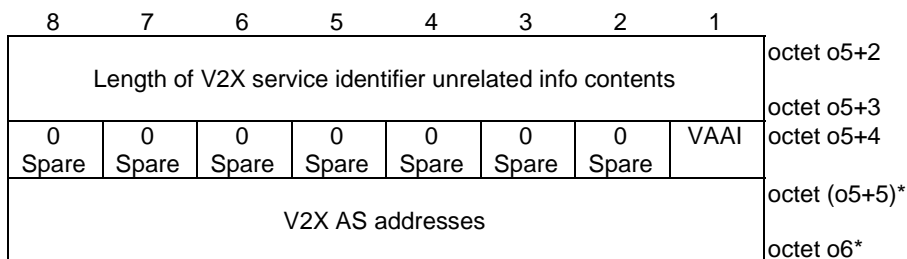 8 7 6 5 4 3 2 1
octet o5+2
Length of V2X service identifier unrelated info contents
octet o5+3
0 0 0 0 0 0 0 VAAI octet o5+4
Spare Spare Spare Spare Spare Spare Spare
octet (o5+5)*
V2X AS addresses
octet o6*